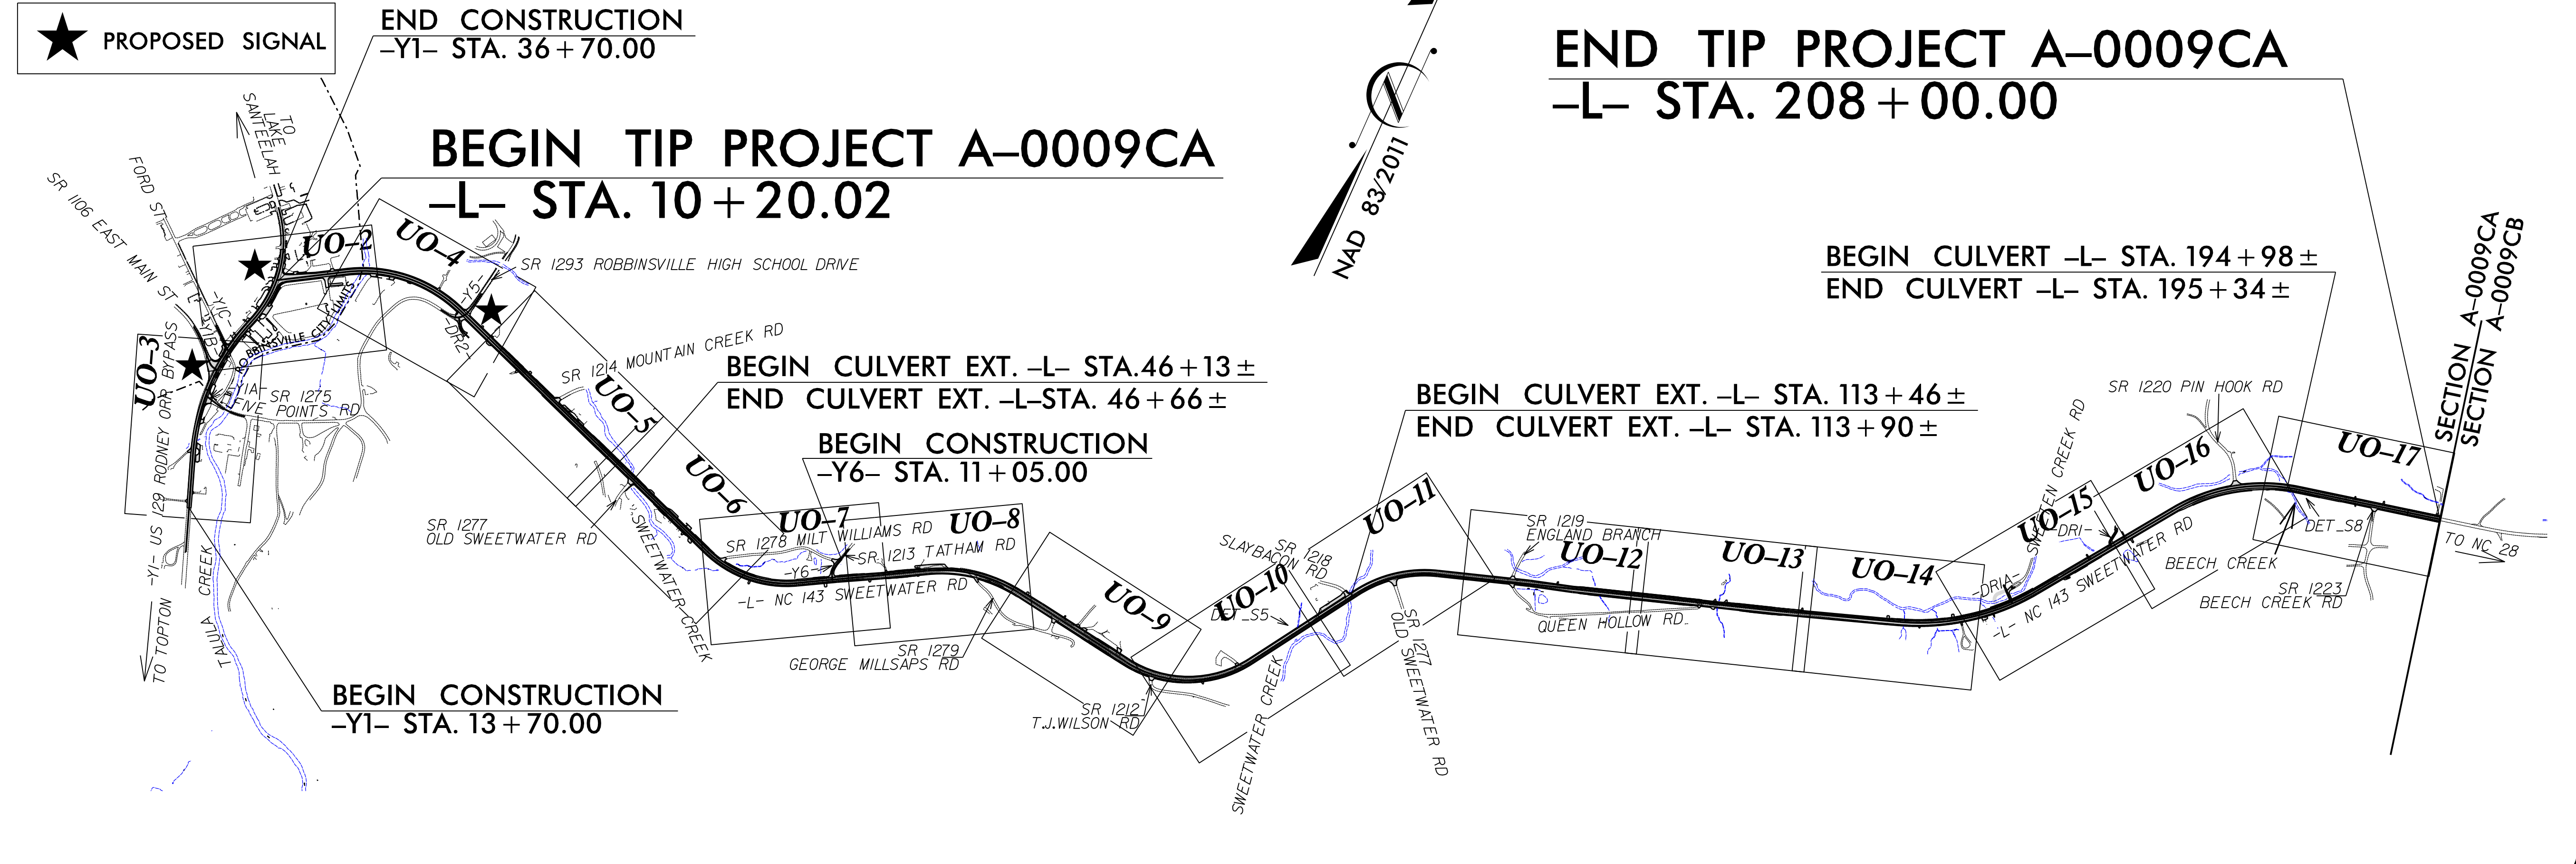 PROPOSED SIGNAL
END CONSTRUCTION
–Y1– STA. 36+70.00
BEGIN TIP PROJECT A–0009CA
–L– STA. 10+20.02
END TIP PROJECT A–0009CA
–L– STA. 208+00.00
NAD 83/2011
N
TO
LAKE
SANTEELAH
FORD ST
SR 1106 EAST MAIN ST
–Y1C–
–Y1B–
ROBBINSVILLE CITY LIMITS
UO–2
UO–3
UO–4
–Y5–
SR 1293 ROBBINSVILLE HIGH SCHOOL DRIVE
–DR2–
–Y1A–
SR 1275
FIVE POINTS RD
–Y1– US 129 RODNEY ORR BYPASS
TO TOPTON
TALULA CREEK
BEGIN CONSTRUCTION
–Y1– STA. 13+70.00
SR 1214 MOUNTAIN CREEK RD
UO–5
BEGIN CULVERT EXT. –L– STA.46+13±
END CULVERT EXT. –L–STA. 46+66±
BEGIN CONSTRUCTION
–Y6– STA. 11+05.00
UO–6
SR 1277
OLD SWEETWATER RD
SWEETWATER CREEK
UO–7
SR 1278 MILT WILLIAMS RD
UO–8
SR 1213 TATHAM RD
–Y6–
–L– NC 143 SWEETWATER RD
SR 1279
GEORGE MILLSAPS RD
UO–9
SR 1212
T.J.WILSON RD
UO–10
DET_S5
SR 1218
SLAYBACON RD
SWEETWATER CREEK
UO–11
BEGIN CULVERT EXT. –L– STA. 113+46±
END CULVERT EXT. –L– STA. 113+90±
SR 1277
OLD SWEETWATER RD
SR 1219
ENGLAND BRANCH
UO–12
QUEEN HOLLOW RD.
UO–13
UO–14
–DR1A–
–L– NC 143 SWEETWATER RD
UO–15
–DR1–
UO–16
SR 1220 PIN HOOK RD
BEGIN CULVERT –L– STA. 194+98±
END CULVERT –L– STA. 195+34±
DET_S8
BEECH CREEK
SR 1223
BEECH CREEK RD
UO–17
TO NC 28
SECTION A–0009CA
SECTION A–0009CB